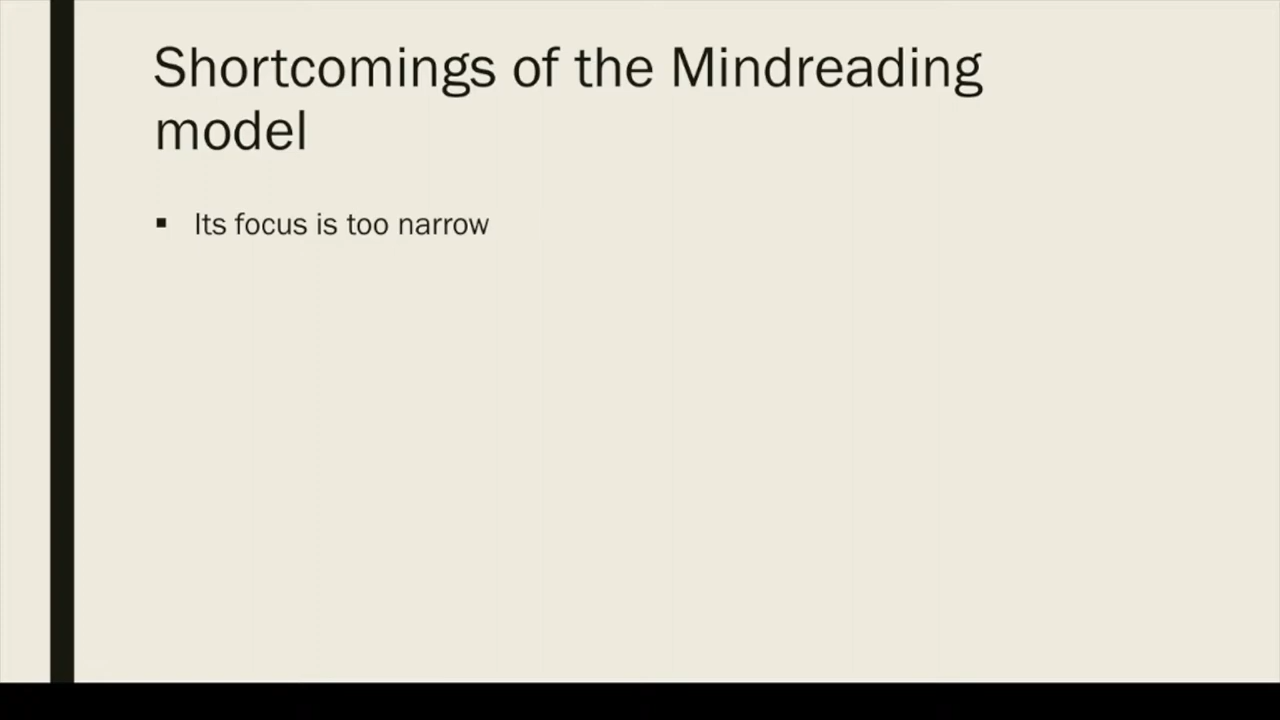 Shortcomings of the Mindreading
model
▪ Its focus is too narrow